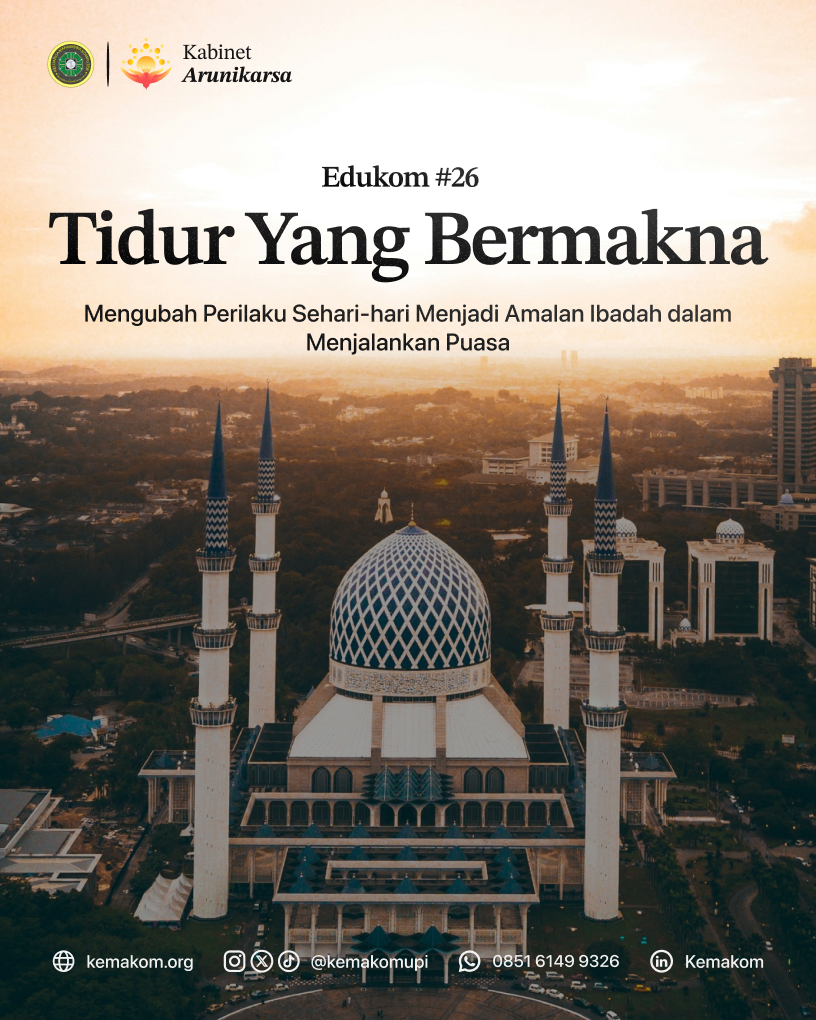 Kabinet
Arunikarsa
Edukom #26
Tidur Yang Bermakna
Mengubah Perilaku Sehari-hari Menjadi Amalan Ibadah dalam
Menjalankan Puasa
kemakom.org @kemakomupi 0851 6149 9326 Kemakom